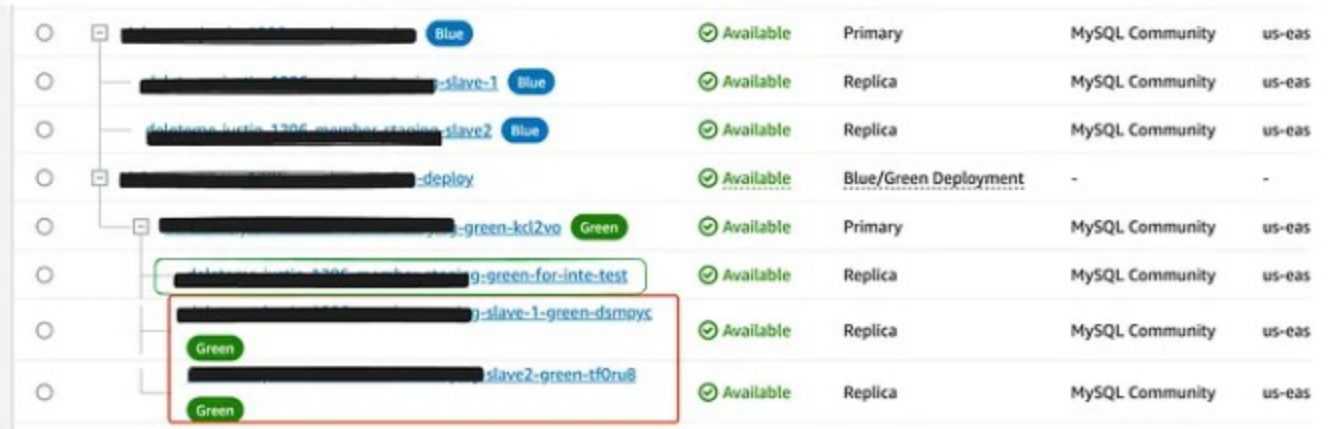 Blue Available Primary MySQL Community us-eas
-slave-1 Blue Available Replica MySQL Community us-eas
-slave2 Blue Available Replica MySQL Community us-eas
-deploy Available Blue/Green Deployment - -
-green-kcl2vo Green Available Primary MySQL Community us-eas
g-green-for-inte-test Available Replica MySQL Community us-eas
g-slave-1-green-dsmpyc Available Replica MySQL Community us-eas
Green
slave2-green-tf0ru8 Available Replica MySQL Community us-eas
Green